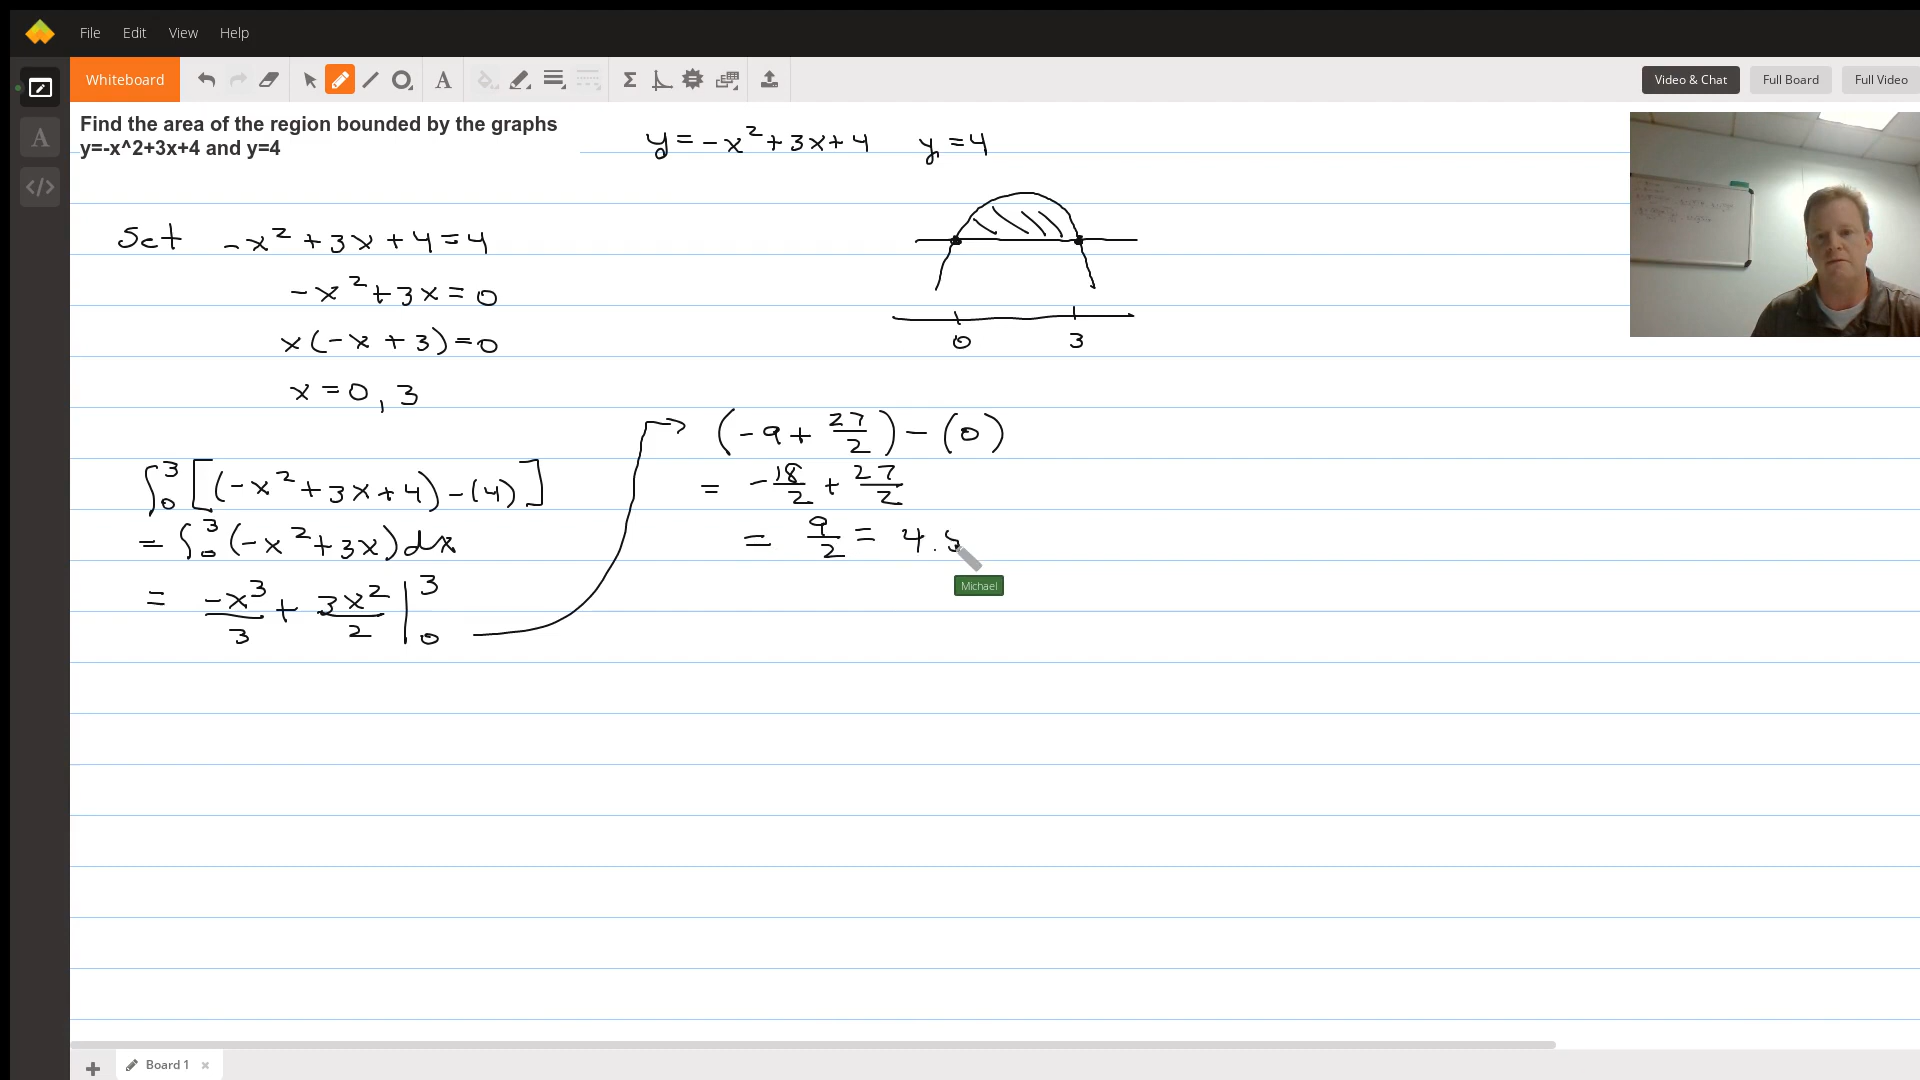 File Edit View Help
Whiteboard
Video & Chat Full Board Full Video
Find the area of the region bounded by the graphs
y=-x^2+3x+4 and y=4
y = -x² + 3x + 4 y = 4
Set -x² + 3x + 4 = 4
-x² + 3x = 0
x(-x + 3) = 0
x = 0, 3
0 3
∫₀³ [(-x² + 3x + 4) - (4)]
= ∫₀³ (-x² + 3x) dx
= -x³/3 + 3x²/2 |₀³
(-9 + 27/2) - (0)
= -18/2 + 27/2
= 9/2 = 4.5
Michael
Board 1